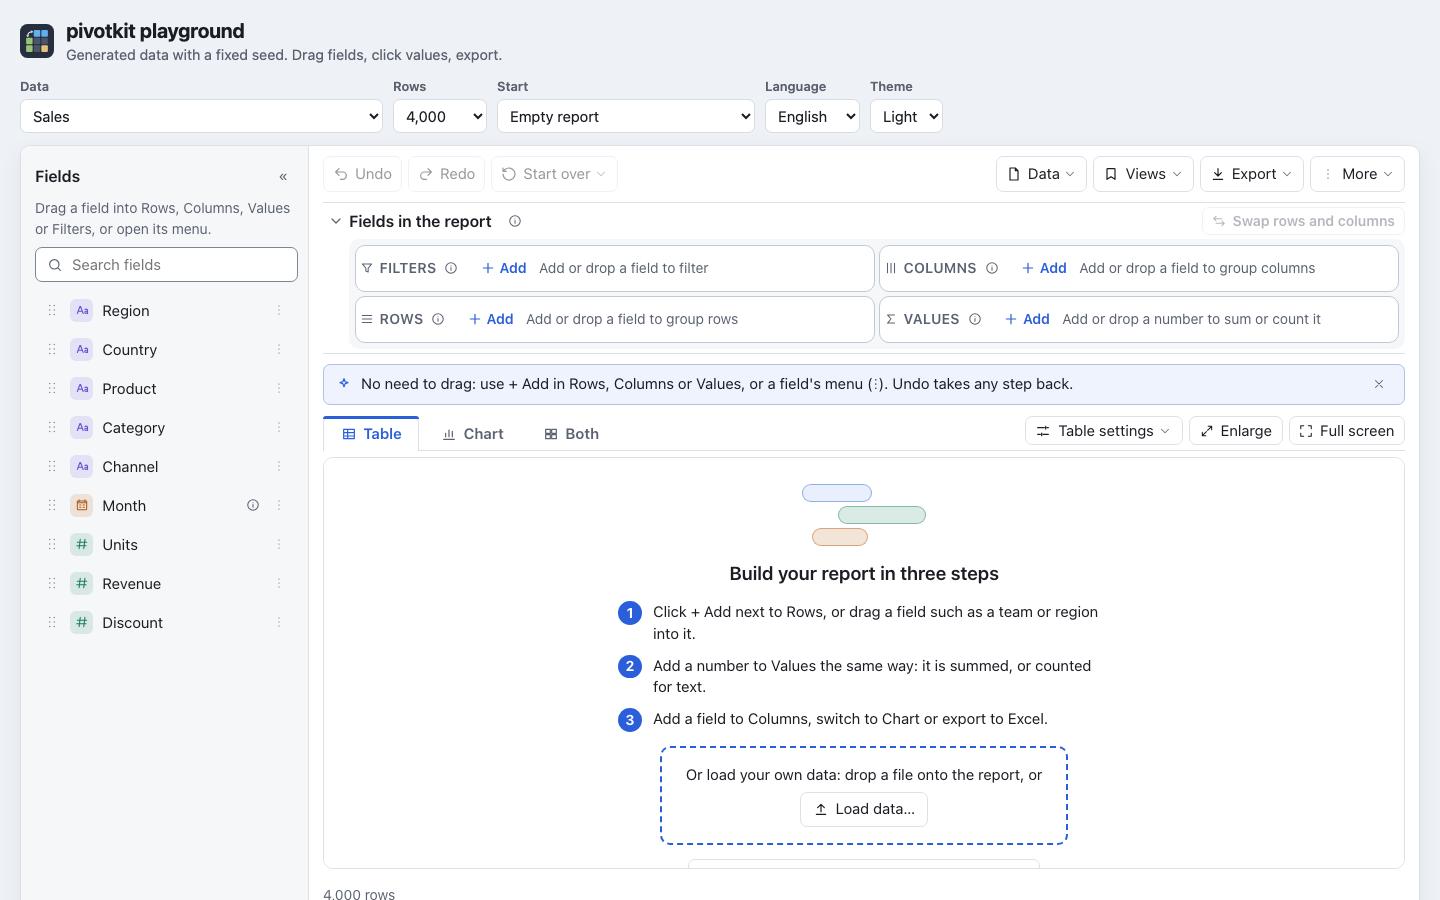 pivotkit playground
Generated data with a fixed seed. Drag fields, click values, export.
Data
Rows
Start
Language
Theme
Sales
4,000
Empty report
English
Light
Fields
«
Drag a field into Rows, Columns, Values
or Filters, or open its menu.
Search fields
Aa Region
Aa Country
Aa Product
Aa Category
Aa Channel
Month
# Units
# Revenue
# Discount
Undo
Redo
Start over
Data
Views
Export
More
Fields in the report
Swap rows and columns
FILTERS + Add Add or drop a field to filter
COLUMNS + Add Add or drop a field to group columns
ROWS + Add Add or drop a field to group rows
Σ VALUES + Add Add or drop a number to sum or count it
No need to drag: use + Add in Rows, Columns or Values, or a field's menu (⋮). Undo takes any step back.
Table
Chart
Both
Table settings
Enlarge
Full screen
Build your report in three steps
1 Click + Add next to Rows, or drag a field such as a team or region
into it.
2 Add a number to Values the same way: it is summed, or counted
for text.
3 Add a field to Columns, switch to Chart or export to Excel.
Or load your own data: drop a file onto the report, or
Load data...
4,000 rows